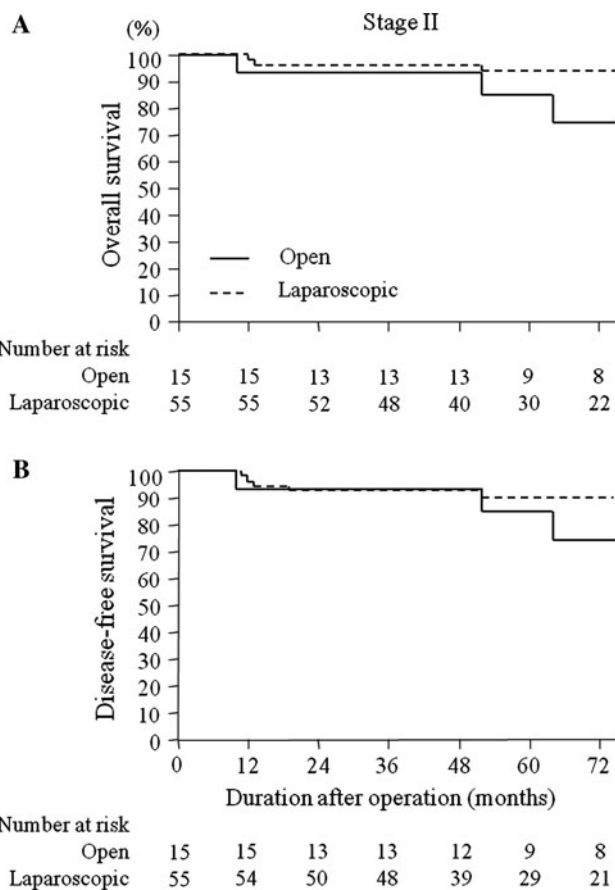 A
(%)
Stage II
100
90
80
70
60
50
40
30
20
10
0
Overall survival
Open
Laparoscopic
Number at risk
Open 15 15 13 13 13 9 8
Laparoscopic 55 55 52 48 40 30 22
B
100
90
80
70
60
50
40
30
20
10
0
Disease-free survival
0 12 24 36 48 60 72
Duration after operation (months)
Number at risk
Open 15 15 13 13 12 9 8
Laparoscopic 55 54 50 48 39 29 21